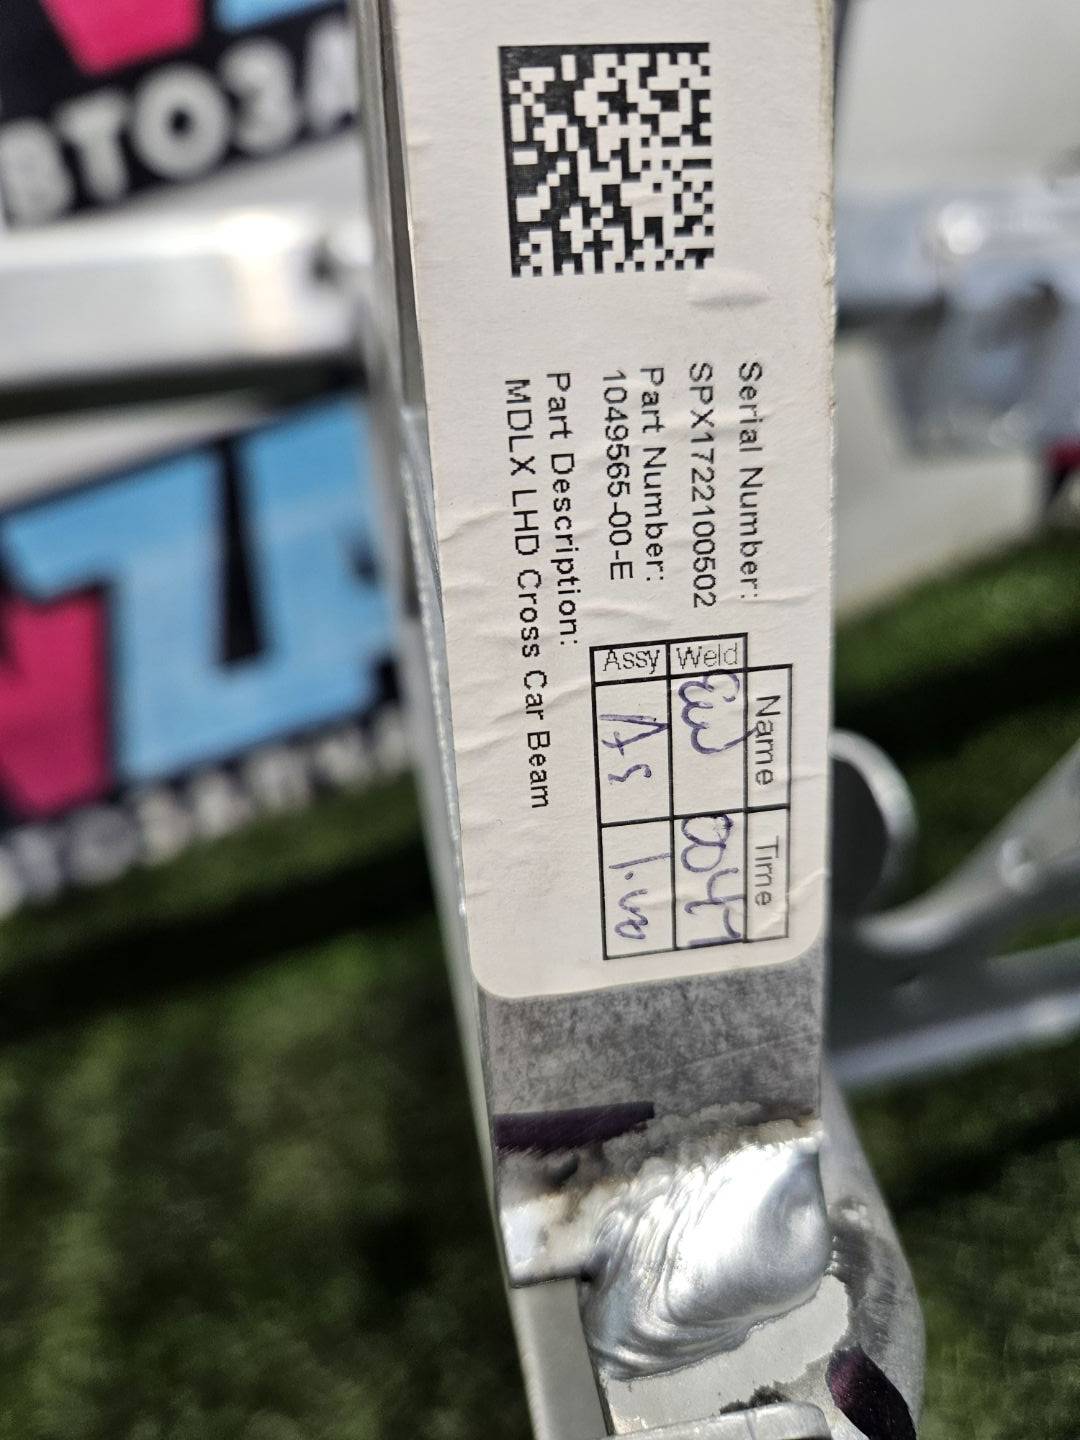 Serial Number:
SPX1722100502
Part Number:
1049565-00-E
Part Description:
MDLX LHD Cross Car Beam
Name Time
Weld
Assy AS
ВТОЗА